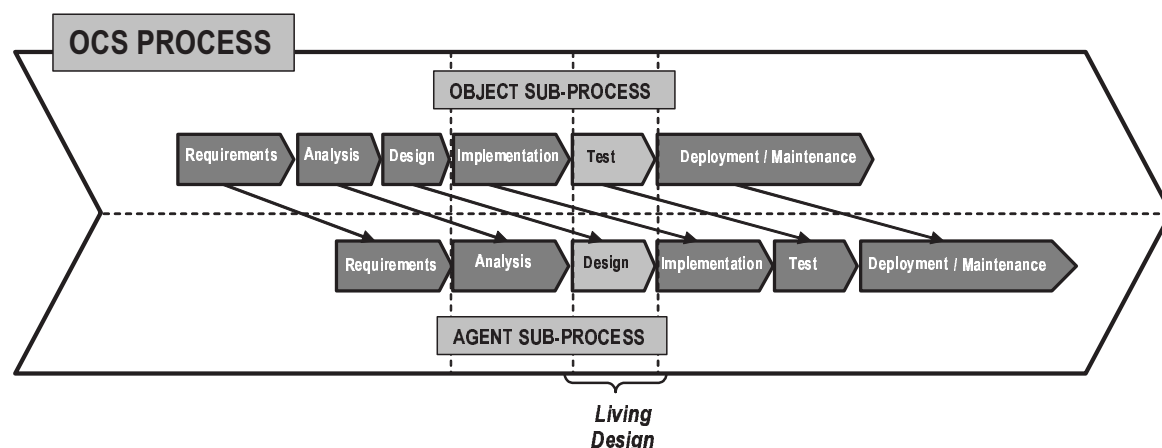 OCS PROCESS
OBJECT SUB-PROCESS
Requirements
Analysis
Design
Implementation
Test
Deployment / Maintenance
Requirements
Analysis
Design
Implementation
Test
Deployment / Maintenance
AGENT SUB-PROCESS
Living
Design